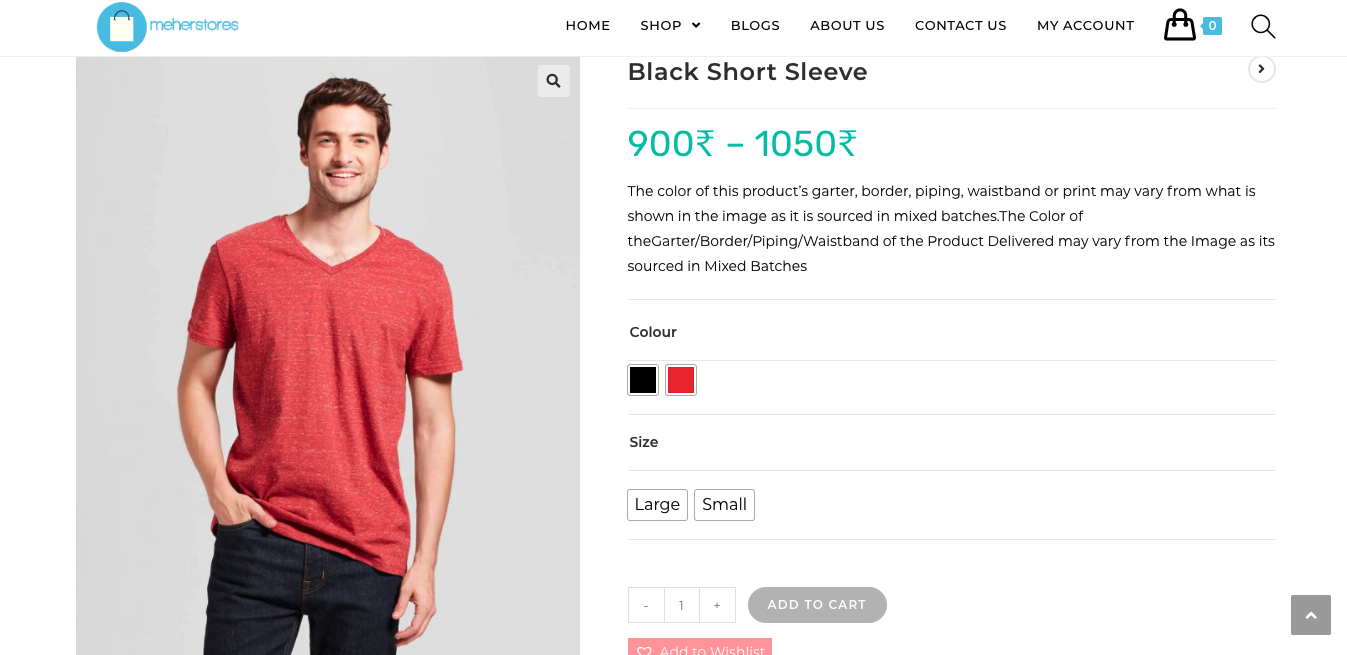 meherstores
HOME SHOP BLOGS ABOUT US CONTACT US MY ACCOUNT 0
Black Short Sleeve
900₹ – 1050₹
The color of this product’s garter, border, piping, waistband or print may vary from what is
shown in the image as it is sourced in mixed batches.The Color of
theGarter/Border/Piping/Waistband of the Product Delivered may vary from the Image as its
sourced in Mixed Batches
Colour
Size
Large Small
- 1 + ADD TO CART
Add to Wishlist